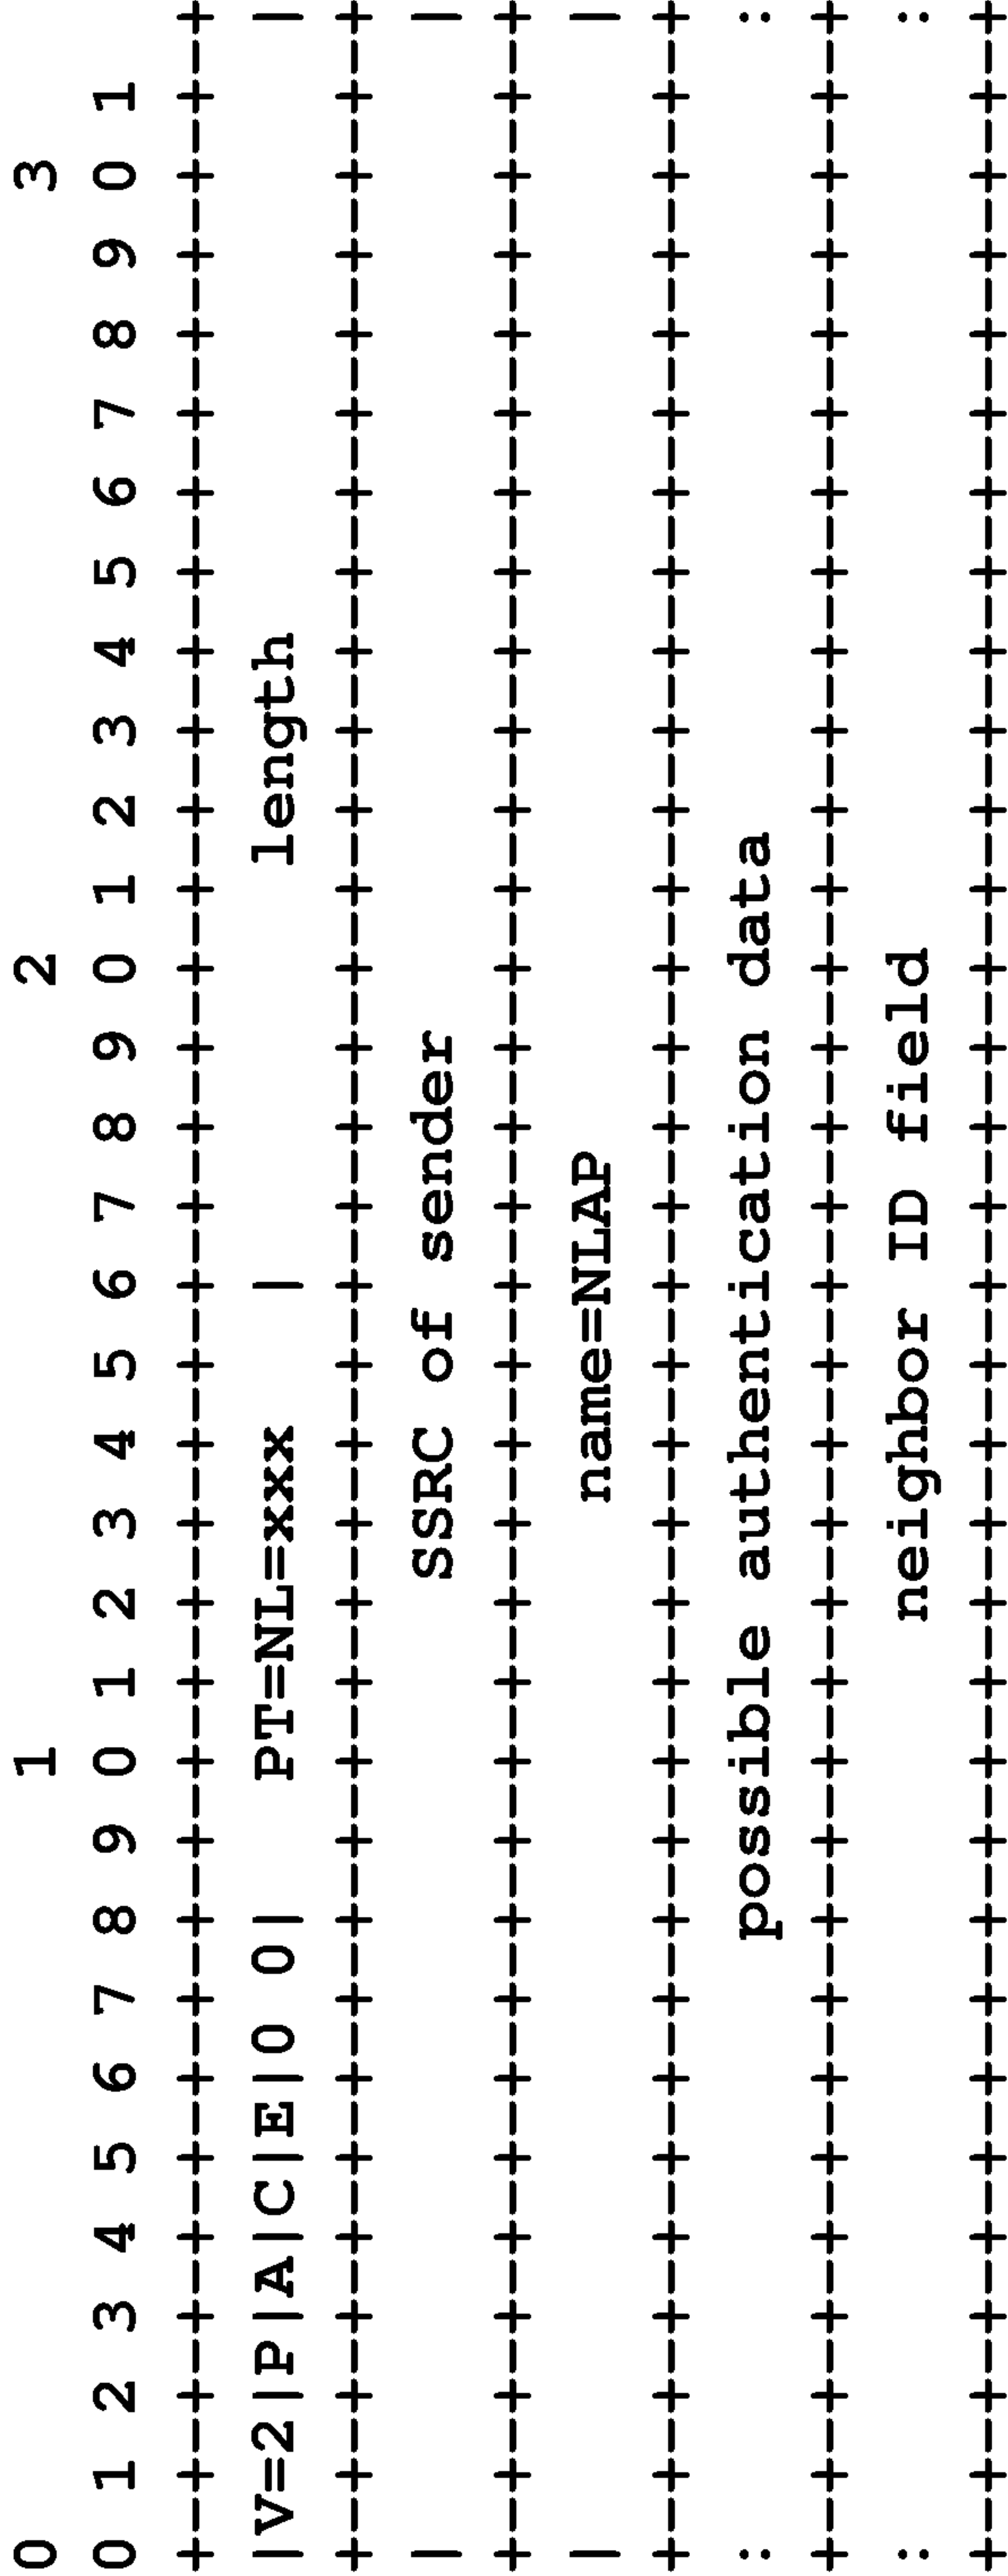 0                   1                   2                   3
0 1 2 3 4 5 6 7 8 9 0 1 2 3 4 5 6 7 8 9 0 1 2 3 4 5 6 7 8 9 0 1
+-+-+-+-+-+-+-+-+-+-+-+-+-+-+-+-+-+-+-+-+-+-+-+-+-+-+-+-+-+-+-+-+
|V=2|P|A|C|E|0 0|   PT=NL=xxx   |          length               |
+-+-+-+-+-+-+-+-+-+-+-+-+-+-+-+-+-+-+-+-+-+-+-+-+-+-+-+-+-+-+-+-+
|                        SSRC of sender                         |
+-+-+-+-+-+-+-+-+-+-+-+-+-+-+-+-+-+-+-+-+-+-+-+-+-+-+-+-+-+-+-+-+
|                          name=NLAP                            |
+-+-+-+-+-+-+-+-+-+-+-+-+-+-+-+-+-+-+-+-+-+-+-+-+-+-+-+-+-+-+-+-+
:               possible authentication data                    :
+-+-+-+-+-+-+-+-+-+-+-+-+-+-+-+-+-+-+-+-+-+-+-+-+-+-+-+-+-+-+-+-+
:                       neighbor ID field                       :
+-+-+-+-+-+-+-+-+-+-+-+-+-+-+-+-+-+-+-+-+-+-+-+-+-+-+-+-+-+-+-+-+